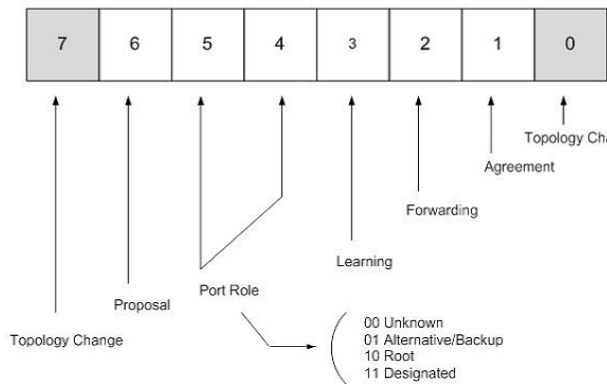 7 6 5 4 3 2 1 0
Topology Cha
Agreement
Forwarding
Learning
Port Role
Proposal
Topology Change
00 Unknown
01 Alternative/Backup
10 Root
11 Designated